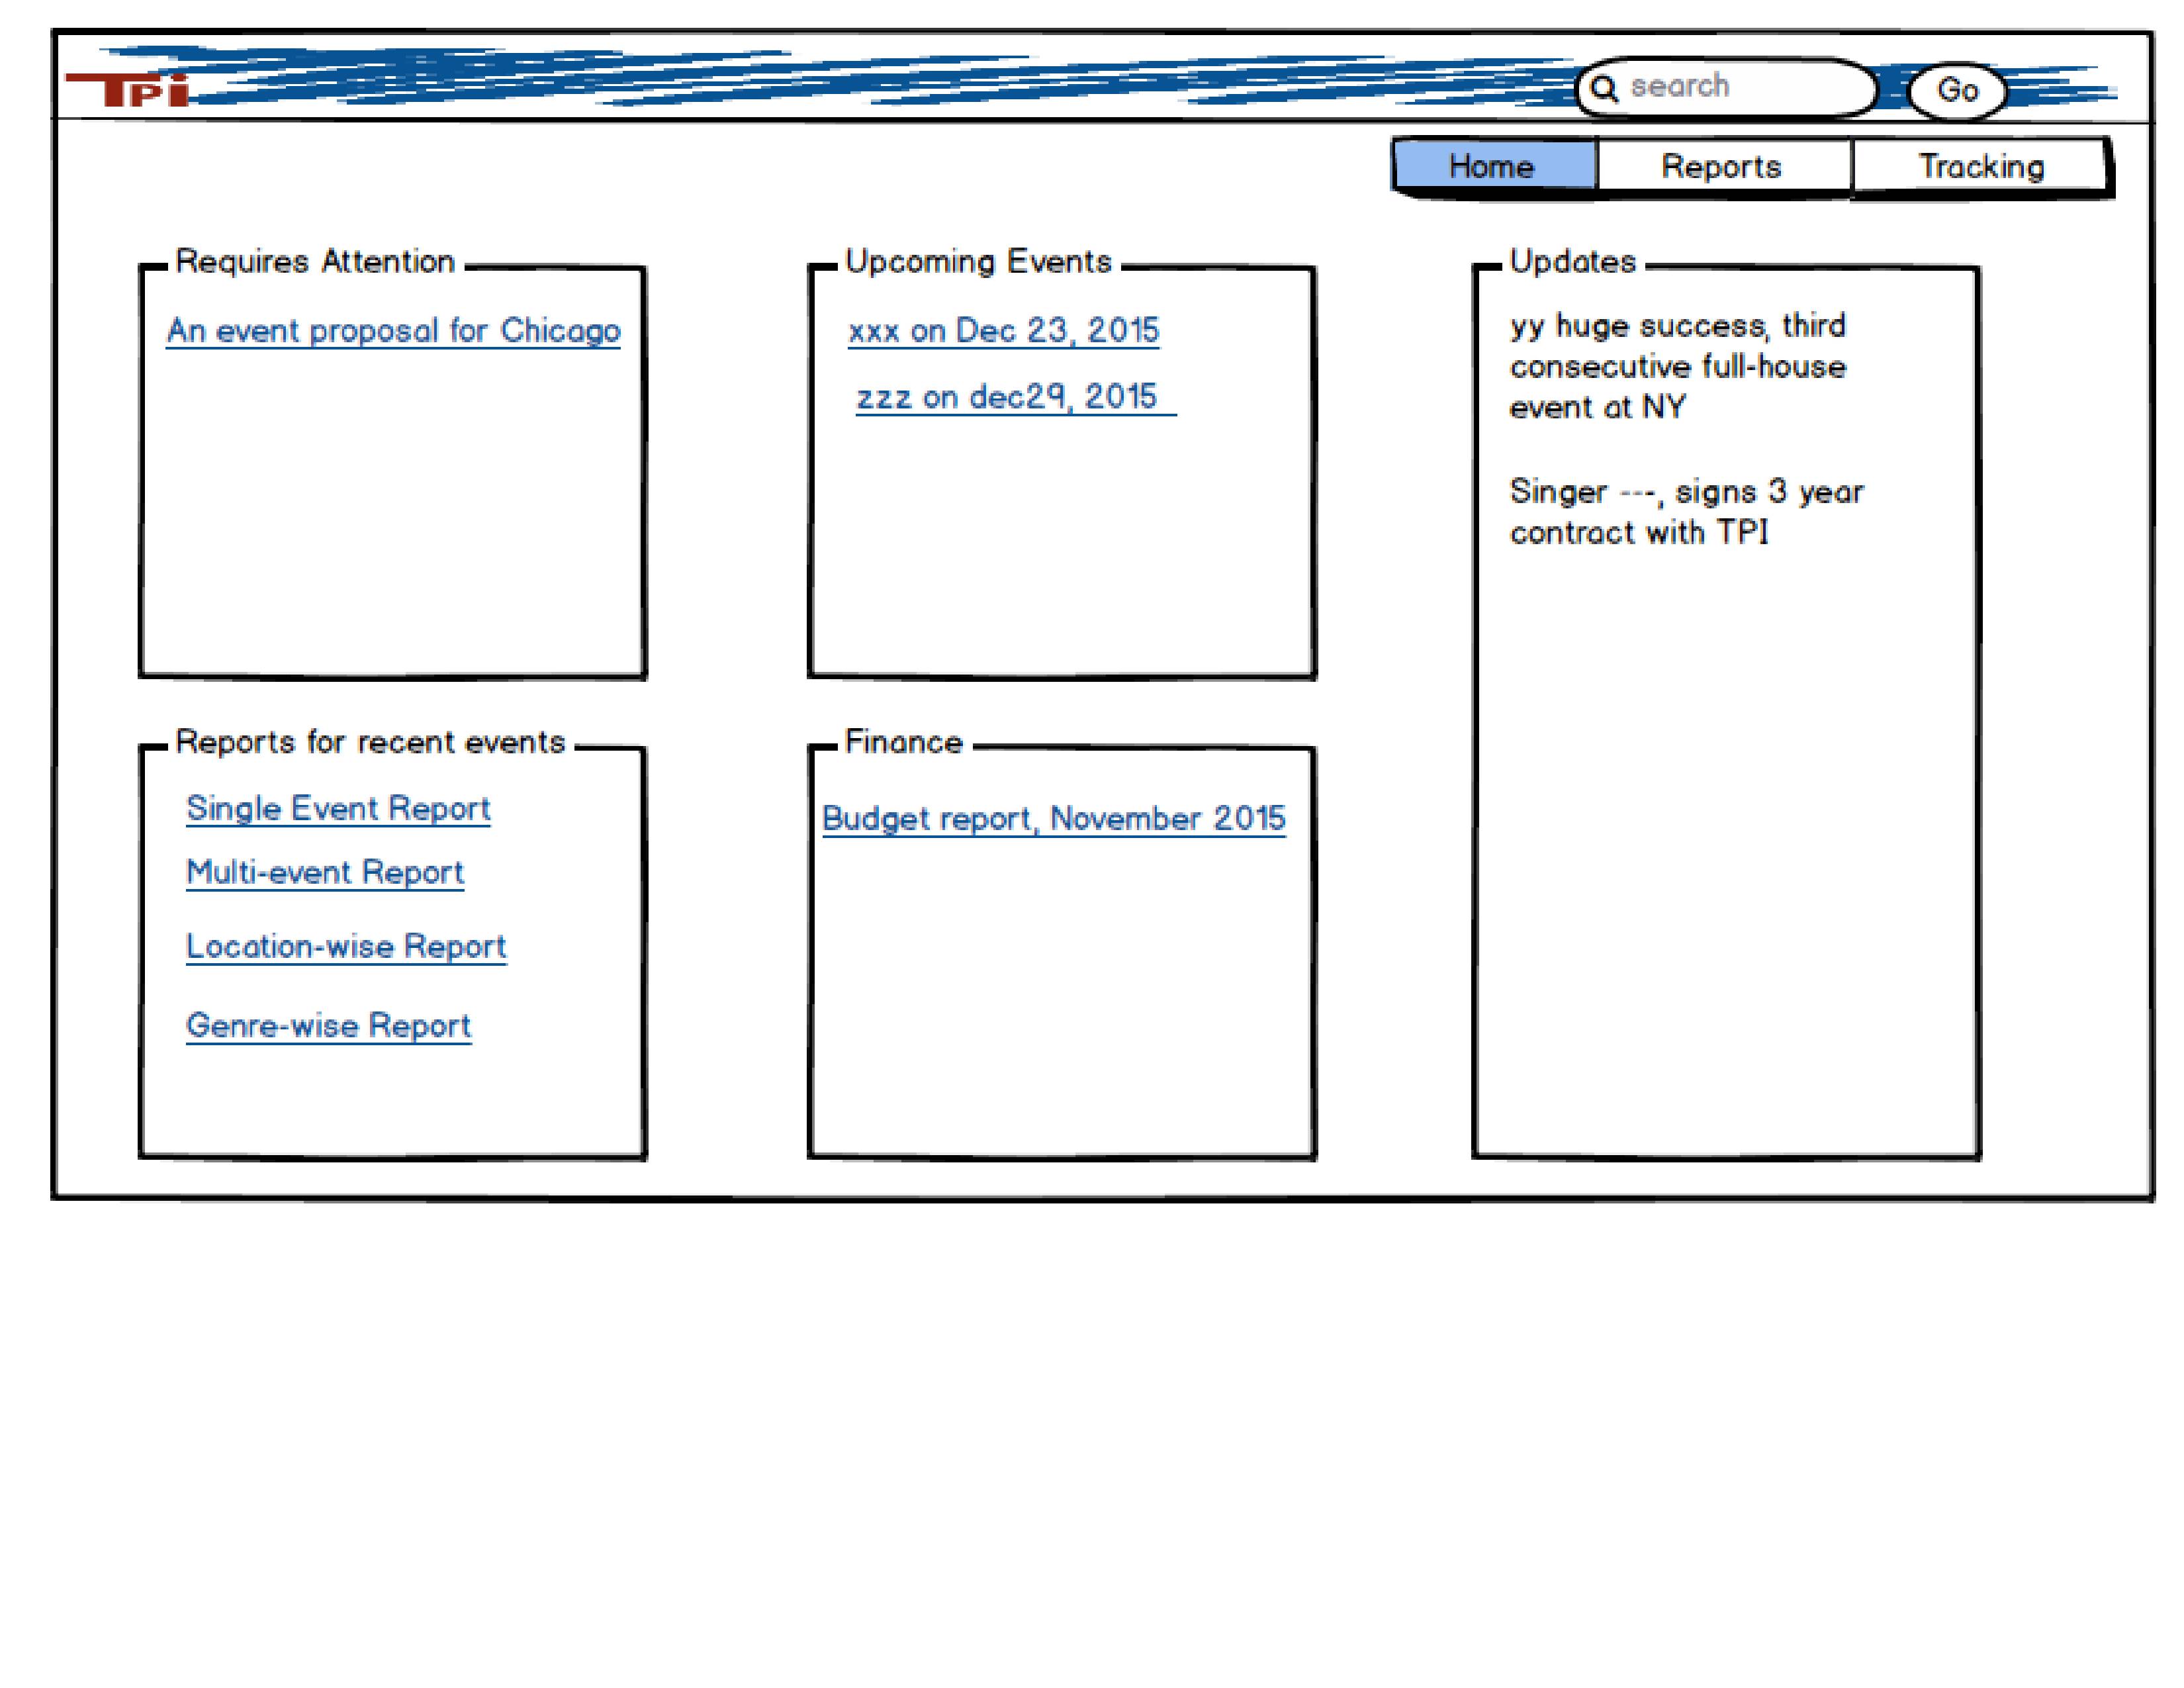 TPi
search
Go
Home
Reports
Tracking
Requires Attention
An event proposal for Chicago
Upcoming Events
xxx on Dec 23, 2015
zzz on dec29, 2015
Updates
yy huge success, third
consecutive full-house
event at NY
Singer ---, signs 3 year
contract with TPI
Reports for recent events
Single Event Report
Multi-event Report
Location-wise Report
Genre-wise Report
Finance
Budget report, November 2015